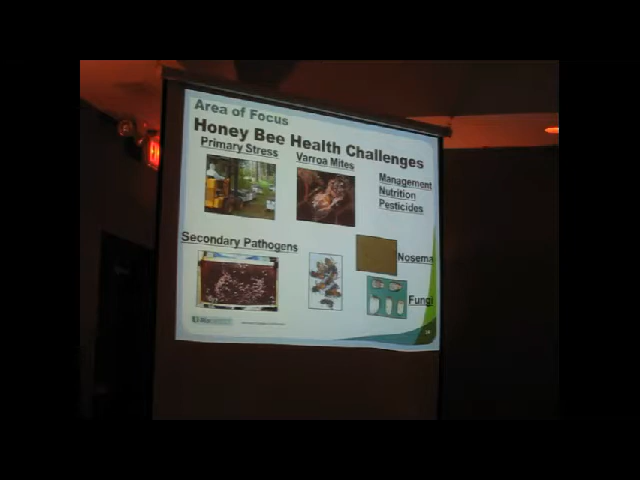 Area of Focus
Honey Bee Health Challenges
Primary Stress
Varroa Mites
Management
Nutrition
Pesticides
Secondary Pathogens
Nosema
Fungi